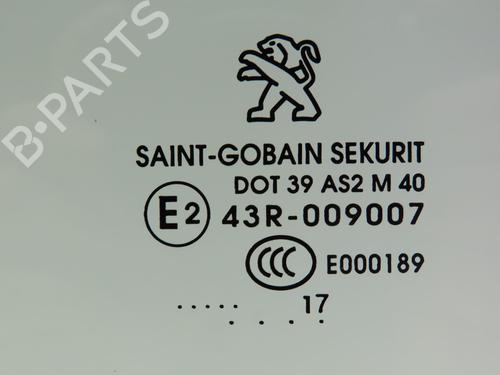 B-PARTS
SAINT-GOBAIN SEKURIT
DOT 39 AS2 M 40
E2 43R-009007
CCC E000189
..... 17
. . . .